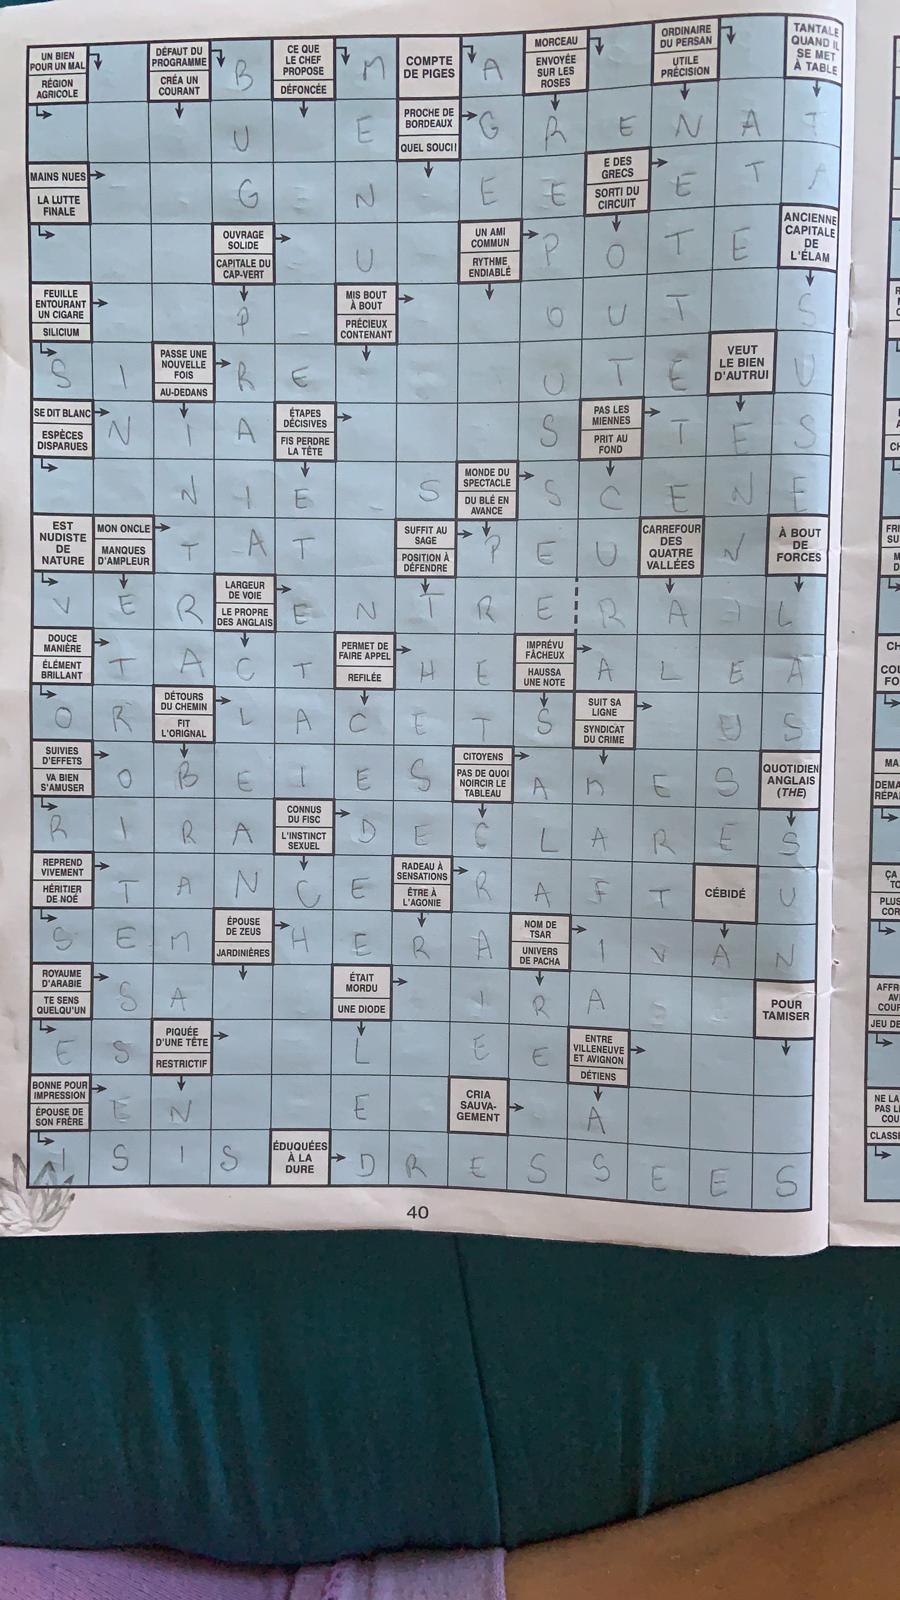 UN BIEN POUR UN MAL
RÉGION AGRICOLE
DÉFAUT DU PROGRAMME
CRÉA UN COURANT
B
CE QUE LE CHEF PROPOSE
DÉFONCÉE
M
COMPTE DE PIGES
A
MORCEAU
ENVOYÉE SUR LES ROSES
ORDINAIRE DU PERSAN
UTILE PRÉCISION
TANTALE QUAND IL SE MET À TABLE
U E
PROCHE DE BORDEAUX
QUEL SOUCI!
G R E N A T
MAINS NUES
LA LUTTE FINALE
G N E E
E DES GRECS
SORTI DU CIRCUIT
E T A
OUVRAGE SOLIDE
CAPITALE DU CAP-VERT
U
UN AMI COMMUN
RYTHME ENDIABLÉ
P O T E
ANCIENNE CAPITALE DE L'ÉLAM
FEUILLE ENTOURANT UN CIGARE
SILICIUM
P
MIS BOUT À BOUT
PRÉCIEUX CONTENANT
O U T S
S I
PASSE UNE NOUVELLE FOIS
AU-DEDANS
R E U T E
VEUT LE BIEN D'AUTRUI
U
SE DIT BLANC
ESPÈCES DISPARUES
N I A
ÉTAPES DÉCISIVES
FIS PERDRE LA TÊTE
S
PAS LES MIENNES
PRIT AU FOND
T E S
N I E S
MONDE DU SPECTACLE
DU BLÉ EN AVANCE
S C E N E
EST NUDISTE DE NATURE
MON ONCLE
MANQUES D'AMPLEUR
T A T
SUFFIT AU SAGE
POSITION À DÉFENDRE
P E U
CARREFOUR DES QUATRE VALLÉES
N
À BOUT DE FORCES
V E R
LARGEUR DE VOIE
LE PROPRE DES ANGLAIS
E N T R E R A I L
DOUCE MANIÈRE
ÉLÉMENT BRILLANT
T A C T
PERMET DE FAIRE APPEL
REFILÉE
H E
IMPRÉVU FÂCHEUX
HAUSSA UNE NOTE
A L E A
O R
DÉTOURS DU CHEMIN
FIT L'ORIGNAL
L A C E T S
SUIT SA LIGNE
SYNDICAT DU CRIME
U S
SUIVIES D'EFFETS
VA BIEN S'AMUSER
O B E I E S
CITOYENS
PAS DE QUOI NOIRCIR LE TABLEAU
A M E S
QUOTIDIEN ANGLAIS (THE)
R I R A
CONNUS DU FISC
L'INSTINCT SEXUEL
D E C L A R E S
REPREND VIVEMENT
HÉRITIER DE NOÉ
T A N C E
RADEAU À SENSATIONS
ÊTRE À L'AGONIE
R A F T
CÉBIDÉ
U
S E M
ÉPOUSE DE ZEUS
JARDINIÈRES
H E R A
NOM DE TSAR
UNIVERS DE PACHA
I V A N
ROYAUME D'ARABIE
TE SENS QUELQU'UN
S A
ÉTAIT MORDU
UNE DIODE
I R A
POUR TAMISER
E S
PIQUÉE D'UNE TÊTE
RESTRICTIF
L E E
ENTRE VILLENEUVE ET AVIGNON
DÉTIENS
BONNE POUR IMPRESSION
ÉPOUSE DE SON FRÈRE
E N E
CRIA SAUVA-GEMENT
A
I S I S
ÉDUQUÉES À LA DURE
D R E S S E E S
40